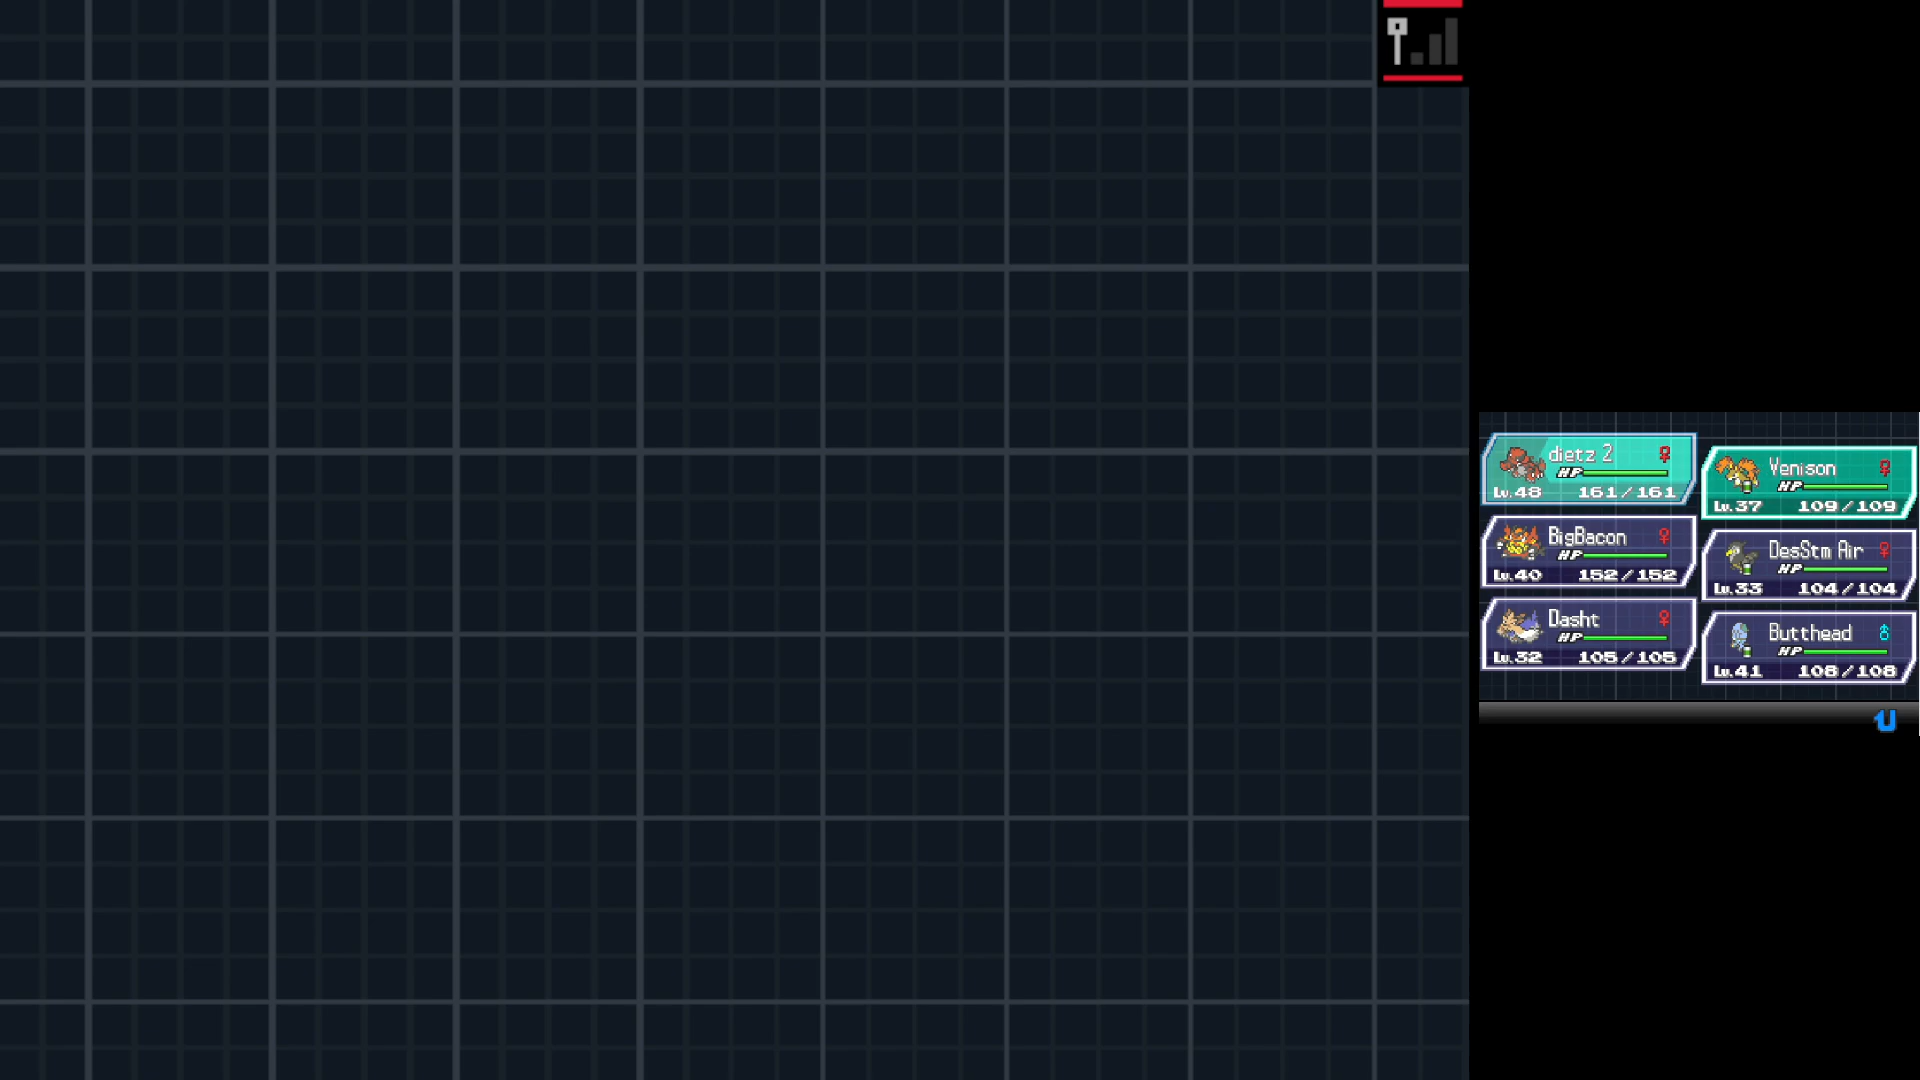 dietz 2 ♀
HP
Lv.48 161/161
Venison ♀
HP
Lv.37 109/109
BigBacon ♀
HP
Lv.40 152/152
DesStm Air ♀
HP
Lv.33 104/104
Dasht ♀
HP
Lv.32 105/105
Butthead ♂
HP
Lv.41 108/108